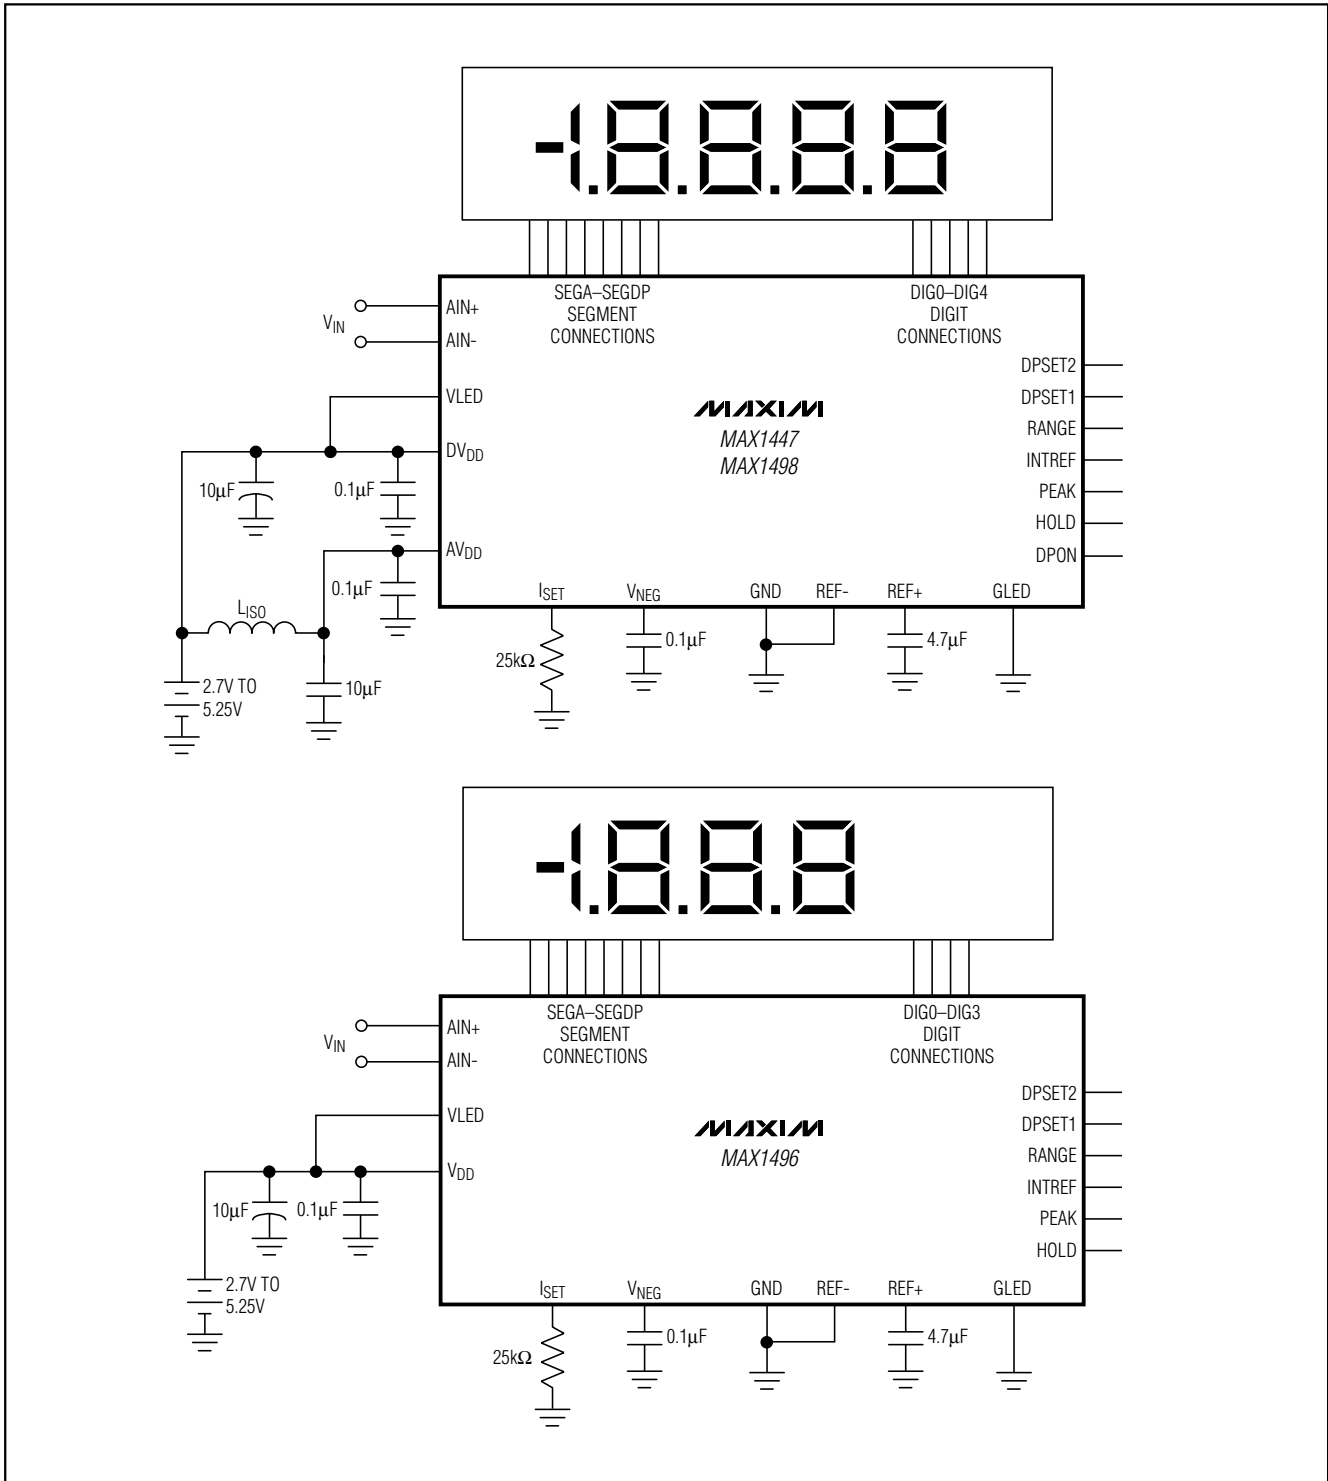 -1.8.8.8.8
SEGA–SEGDP
SEGMENT
CONNECTIONS
DIG0–DIG4
DIGIT
CONNECTIONS
VIN
AIN+
AIN-
VLED
DVDD
10μF
0.1μF
AVDD
0.1μF
LISO
2.7V TO
5.25V
10μF
MAXIM
MAX1447
MAX1498
DPSET2
DPSET1
RANGE
INTREF
PEAK
HOLD
DPON
ISET
VNEG
GND
REF-
REF+
GLED
25kΩ
0.1μF
4.7μF
-1.8.8.8
SEGA–SEGDP
SEGMENT
CONNECTIONS
DIG0–DIG3
DIGIT
CONNECTIONS
VIN
AIN+
AIN-
VLED
VDD
10μF
0.1μF
2.7V TO
5.25V
MAXIM
MAX1496
DPSET2
DPSET1
RANGE
INTREF
PEAK
HOLD
ISET
VNEG
GND
REF-
REF+
GLED
25kΩ
0.1μF
4.7μF